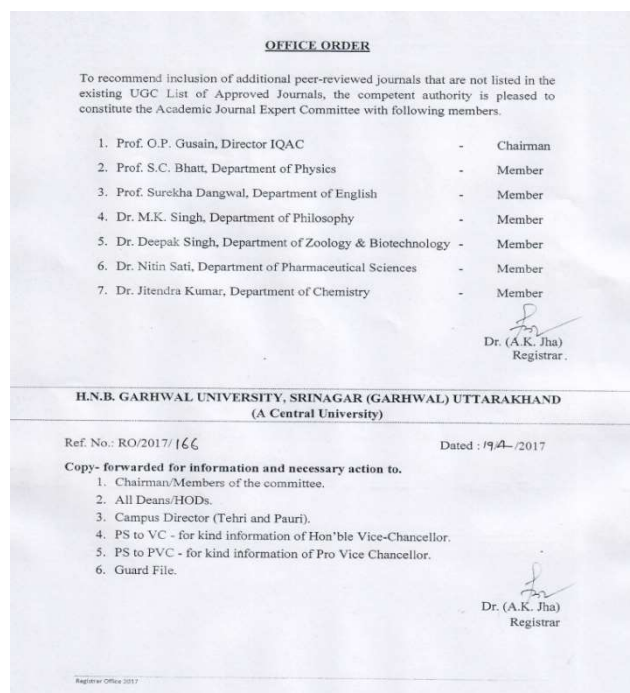 OFFICE ORDER
To recommend inclusion of additional peer-reviewed journals that are not listed in the
existing UGC List of Approved Journals, the competent authority is pleased to
constitute the Academic Journal Expert Committee with following members.
1. Prof. O.P. Gusain, Director IQAC - Chairman
2. Prof. S.C. Bhatt, Department of Physics - Member
3. Prof. Surekha Dangwal, Department of English - Member
4. Dr. M.K. Singh, Department of Philosophy - Member
5. Dr. Deepak Singh, Department of Zoology & Biotechnology - Member
6. Dr. Nitin Sati, Department of Pharmaceutical Sciences - Member
7. Dr. Jitendra Kumar, Department of Chemistry - Member
Dr. (A.K. Jha)
Registrar.
H.N.B. GARHWAL UNIVERSITY, SRINAGAR (GARHWAL) UTTARAKHAND
(A Central University)
Ref. No.: RO/2017/166
Dated : /2017
Copy- forwarded for information and necessary action to.
1. Chairman/Members of the committee.
2. All Deans/HODs.
3. Campus Director (Tehri and Pauri).
4. PS to VC - for kind information of Hon'ble Vice-Chancellor.
5. PS to PVC - for kind information of Pro Vice Chancellor.
6. Guard File.
Dr. (A.K. Jha)
Registrar
Registrar Office 2017